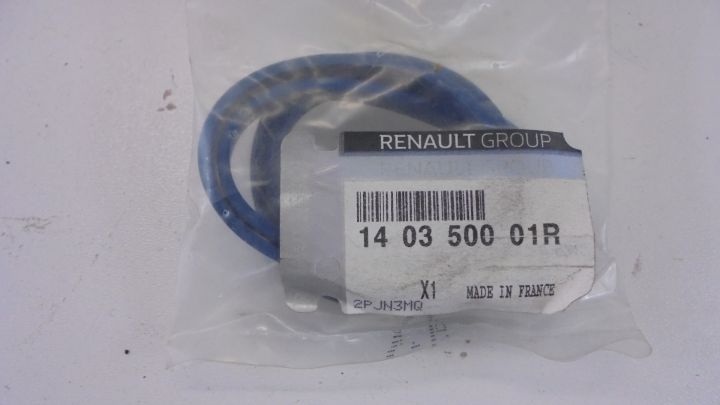 RENAULT GROUP
14 03 500 01R
X1 MADE IN FRANCE
2PJN3MQ